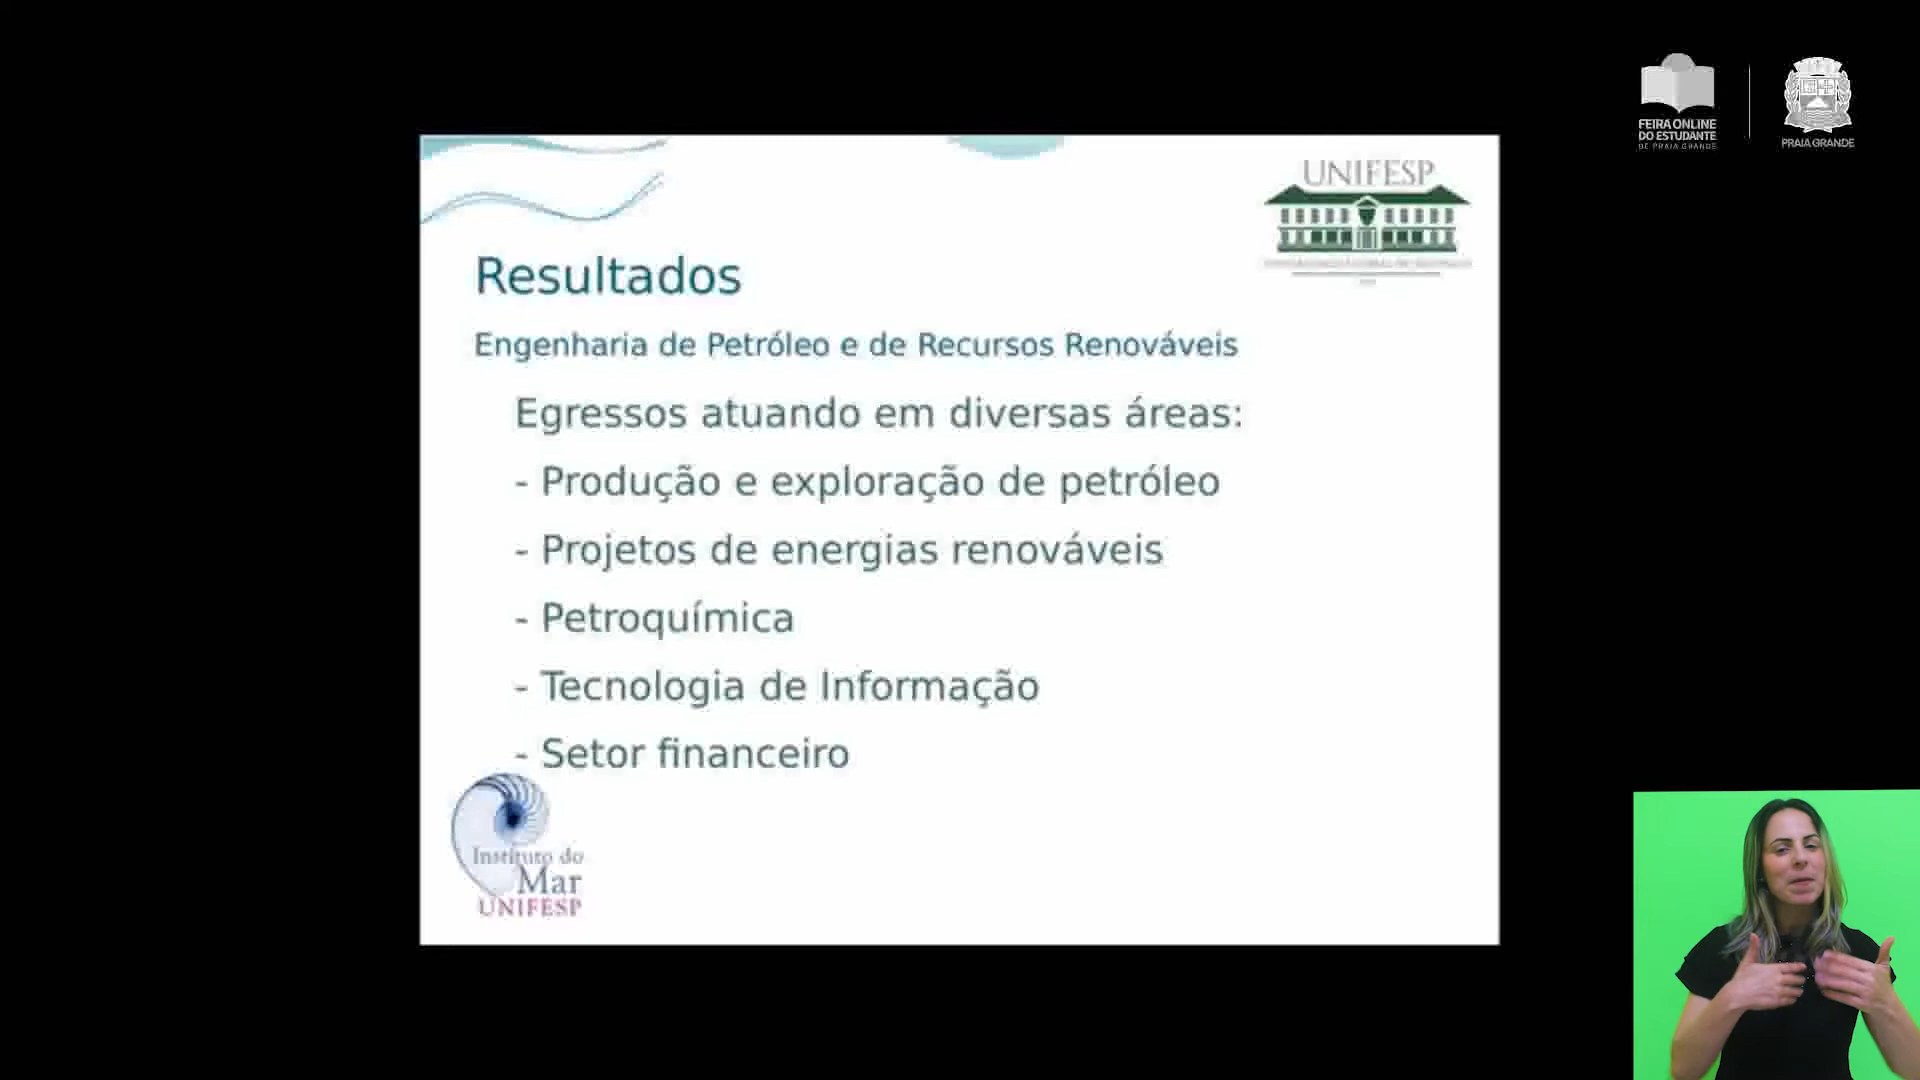 FEIRA ONLINE
DO ESTUDANTE
DE PRAIA GRANDE
PRAIA GRANDE
UNIFESP
Resultados
Engenharia de Petróleo e de Recursos Renováveis
Egressos atuando em diversas áreas:
- Produção e exploração de petróleo
- Projetos de energias renováveis
- Petroquímica
- Tecnologia de Informação
- Setor financeiro
Instituto do
Mar
UNIFESP